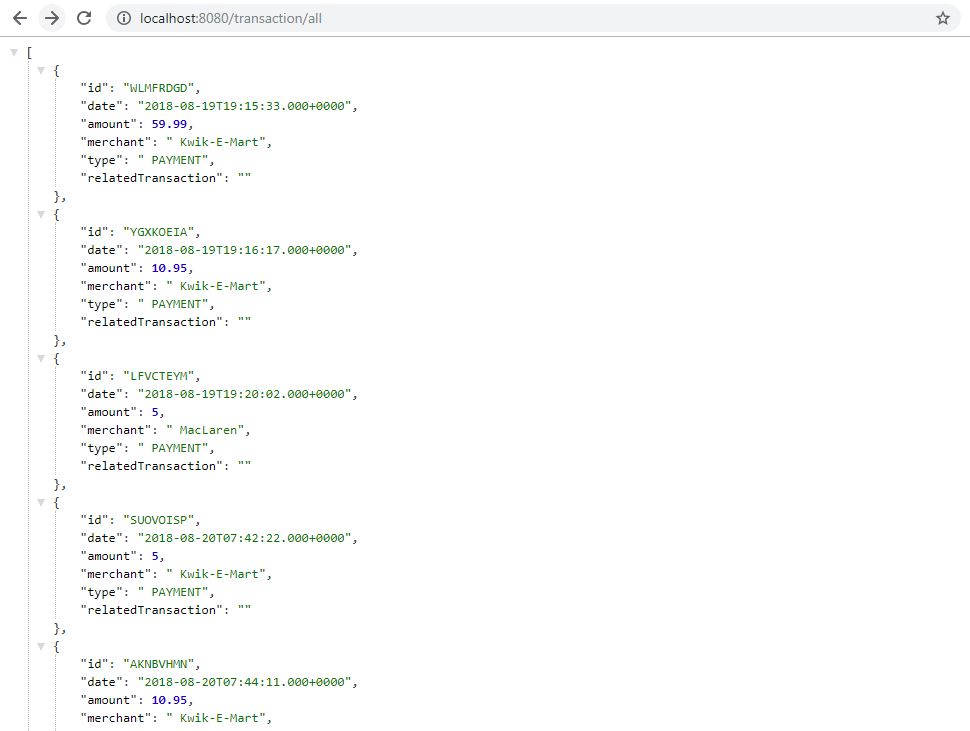 localhost:8080/transaction/all
[
{
"id": "WLMFRDGD",
"date": "2018-08-19T19:15:33.000+0000",
"amount": 59.99,
"merchant": " Kwik-E-Mart",
"type": " PAYMENT",
"relatedTransaction": ""
},
{
"id": "YGXKOEIA",
"date": "2018-08-19T19:16:17.000+0000",
"amount": 10.95,
"merchant": " Kwik-E-Mart",
"type": " PAYMENT",
"relatedTransaction": ""
},
{
"id": "LFVCTEYM",
"date": "2018-08-19T19:20:02.000+0000",
"amount": 5,
"merchant": " MacLaren",
"type": " PAYMENT",
"relatedTransaction": ""
},
{
"id": "SUOVOISP",
"date": "2018-08-20T07:42:22.000+0000",
"amount": 5,
"merchant": " Kwik-E-Mart",
"type": " PAYMENT",
"relatedTransaction": ""
},
{
"id": "AKNBVHMN",
"date": "2018-08-20T07:44:11.000+0000",
"amount": 10.95,
"merchant": " Kwik-E-Mart",